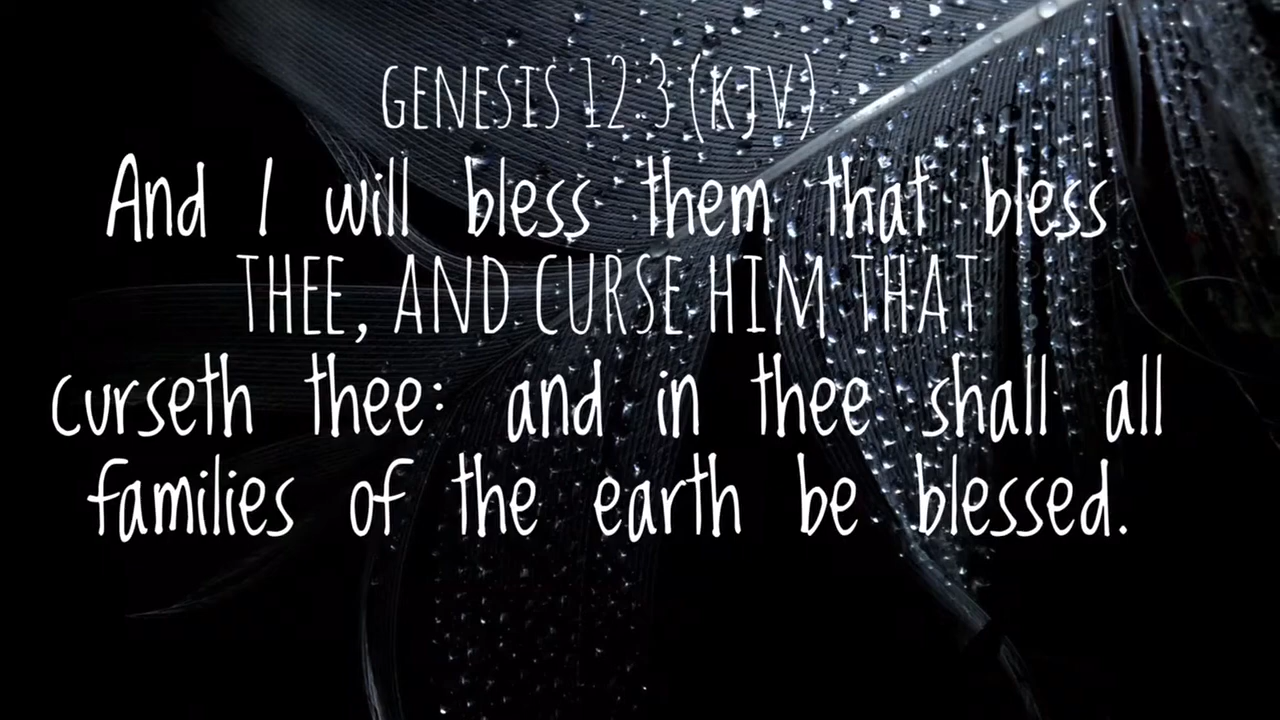 GENESIS 12:3 (KJV)
And I will bless them that bless
THEE, AND CURSE HIM THAT
curseth thee: and in thee shall all
families of the earth be blessed.